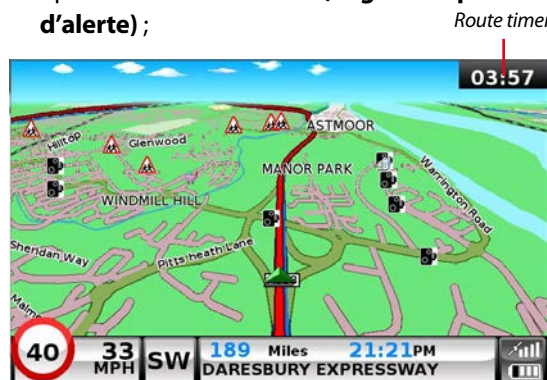 d'alerte) ;
Route timer
03:57
ASTMOOR
Hilltop
Glenwood
MANOR PARK
Warrington Road
WINDMILL HILL
Sheridan Way
Pitts heath Lane
40
33 MPH
SW
189 Miles 21:21PM
DARESBURY EXPRESSWAY